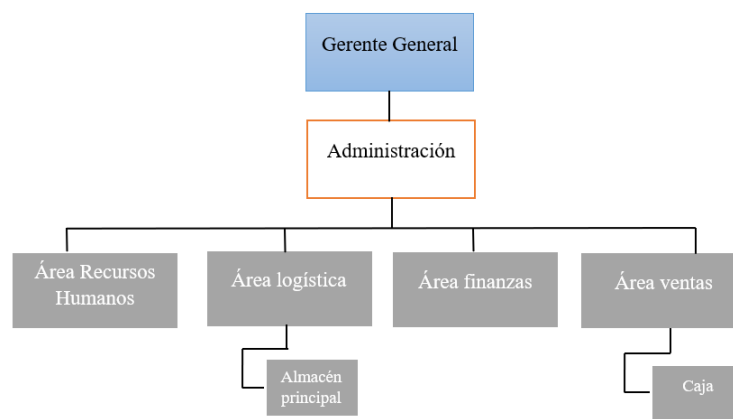 Gerente General
Administración
Área Recursos
Humanos
Área logística
Área finanzas
Área ventas
Almacén
principal
Caja